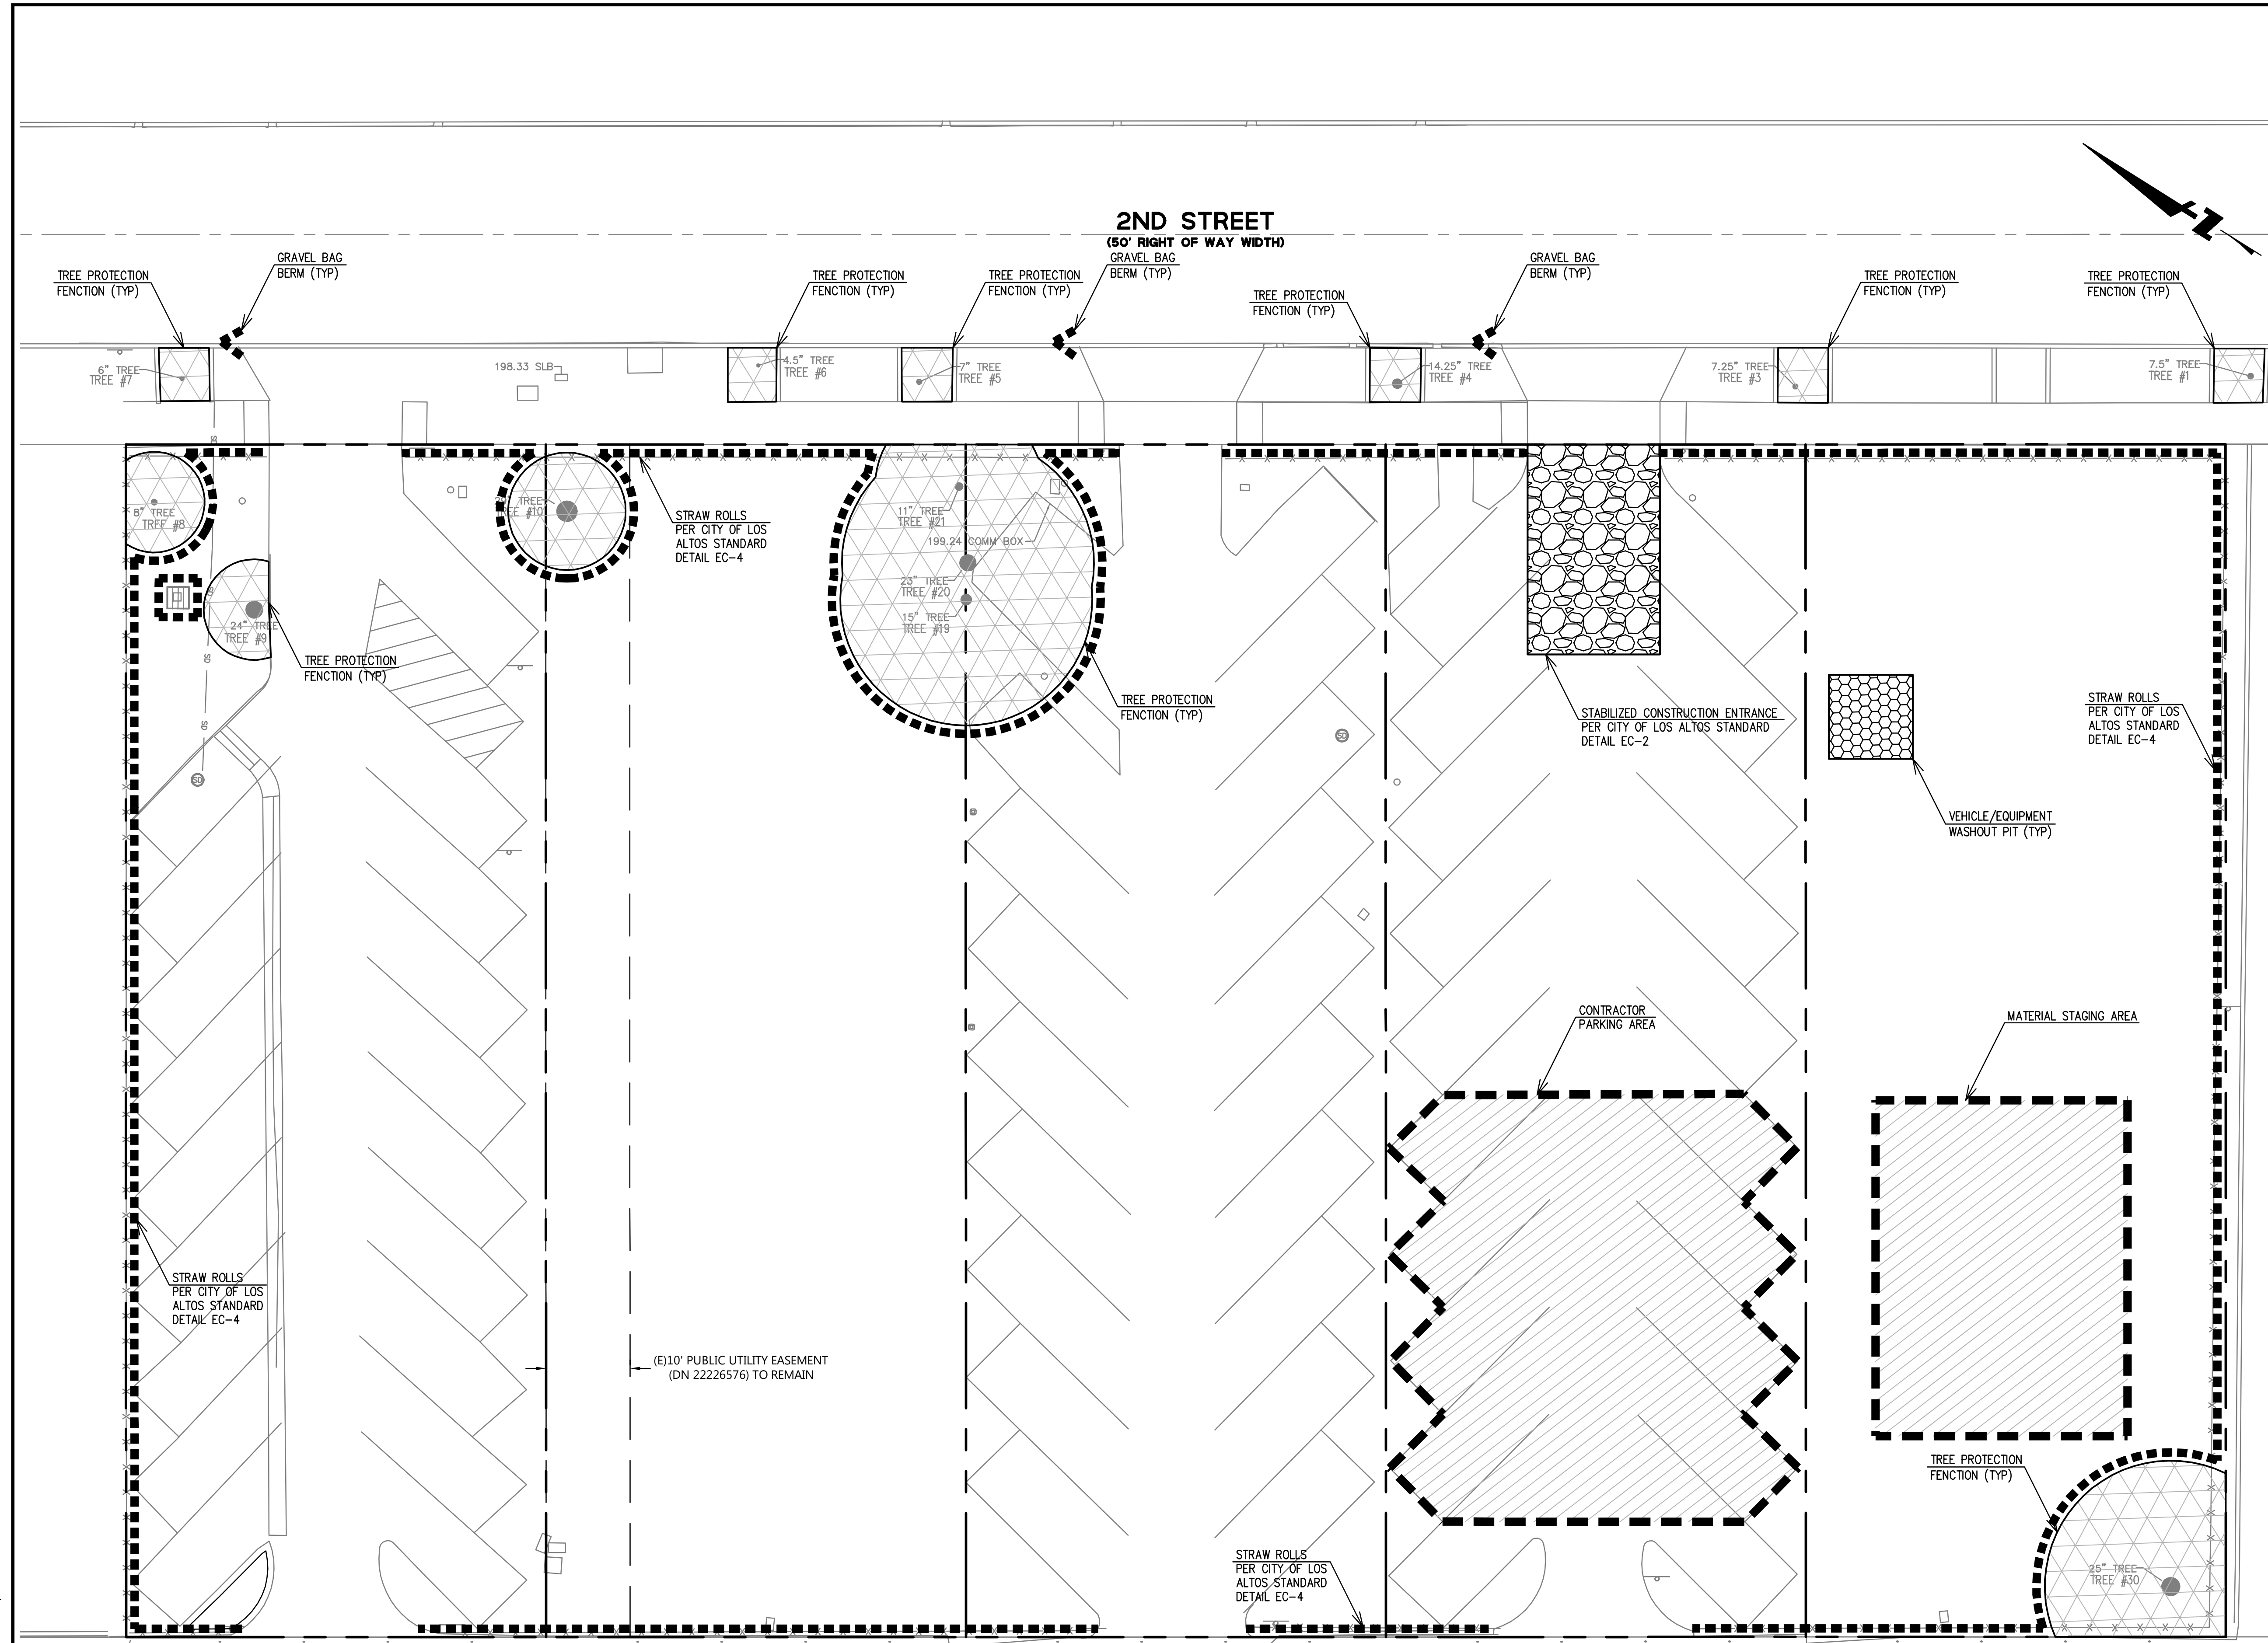 2ND STREET
(50' RIGHT OF WAY WIDTH)
Z
GRAVEL BAG
BERM (TYP)
GRAVEL BAG
BERM (TYP)
GRAVEL BAG
BERM (TYP)
TREE PROTECTION
FENCTION (TYP)
TREE PROTECTION
FENCTION (TYP)
TREE PROTECTION
FENCTION (TYP)
TREE PROTECTION
FENCTION (TYP)
TREE PROTECTION
FENCTION (TYP)
TREE PROTECTION
FENCTION (TYP)
6" TREE
TREE #7
198.33 SLB
4.5" TREE
TREE #6
7" TREE
TREE #5
14.25" TREE
TREE #4
7.25" TREE
TREE #3
7.5" TREE
TREE #1
SS
8" TREE
TREE #8
TREE
TREE #10
STRAW ROLLS
PER CITY OF LOS
ALTOS STANDARD
DETAIL EC-4
11" TREE
TREE #21
199.24 COMM BOX
23" TREE
TREE #20
15" TREE
TREE #19
SS
24" TREE
TREE #9
SS
TREE PROTECTION
FENCTION (TYP)
TREE PROTECTION
FENCTION (TYP)
STABILIZED CONSTRUCTION ENTRANCE
PER CITY OF LOS ALTOS STANDARD
DETAIL EC-2
STRAW ROLLS
PER CITY OF LOS
ALTOS STANDARD
DETAIL EC-4
SS
SD
SD
VEHICLE/EQUIPMENT
WASHOUT PIT (TYP)
CONTRACTOR
PARKING AREA
MATERIAL STAGING AREA
STRAW ROLLS
PER CITY OF LOS
ALTOS STANDARD
DETAIL EC-4
(E)10' PUBLIC UTILITY EASEMENT
(DN 22226576) TO REMAIN
TREE PROTECTION
FENCTION (TYP)
STRAW ROLLS
PER CITY OF LOS
ALTOS STANDARD
DETAIL EC-4
25" TREE
TREE #30